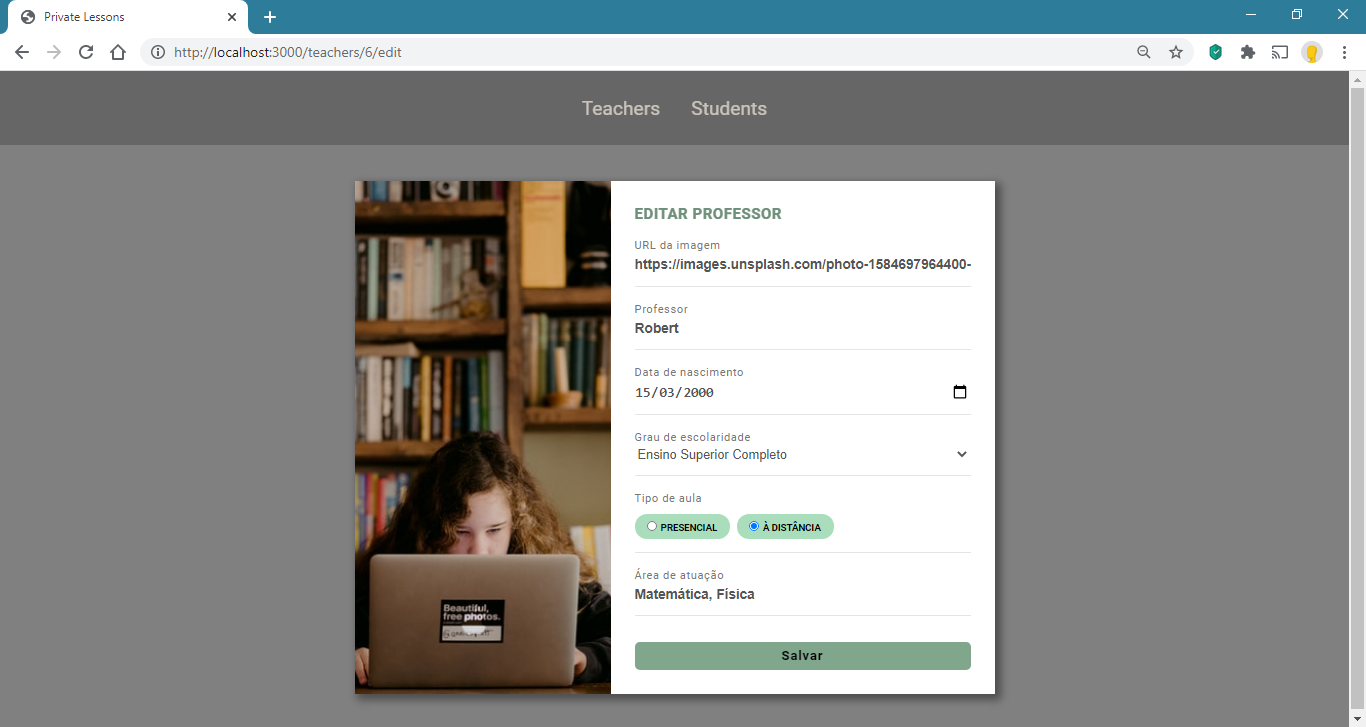 Private Lessons
http://localhost:3000/teachers/6/edit
Teachers Students
EDITAR PROFESSOR
URL da imagem
https://images.unsplash.com/photo-1584697964400-
Professor
Robert
Data de nascimento
15/03/2000
Grau de escolaridade
Ensino Superior Completo
Tipo de aula
PRESENCIAL À DISTÂNCIA
Área de atuação
Matemática, Física
Salvar
Beautiful,
free photos.